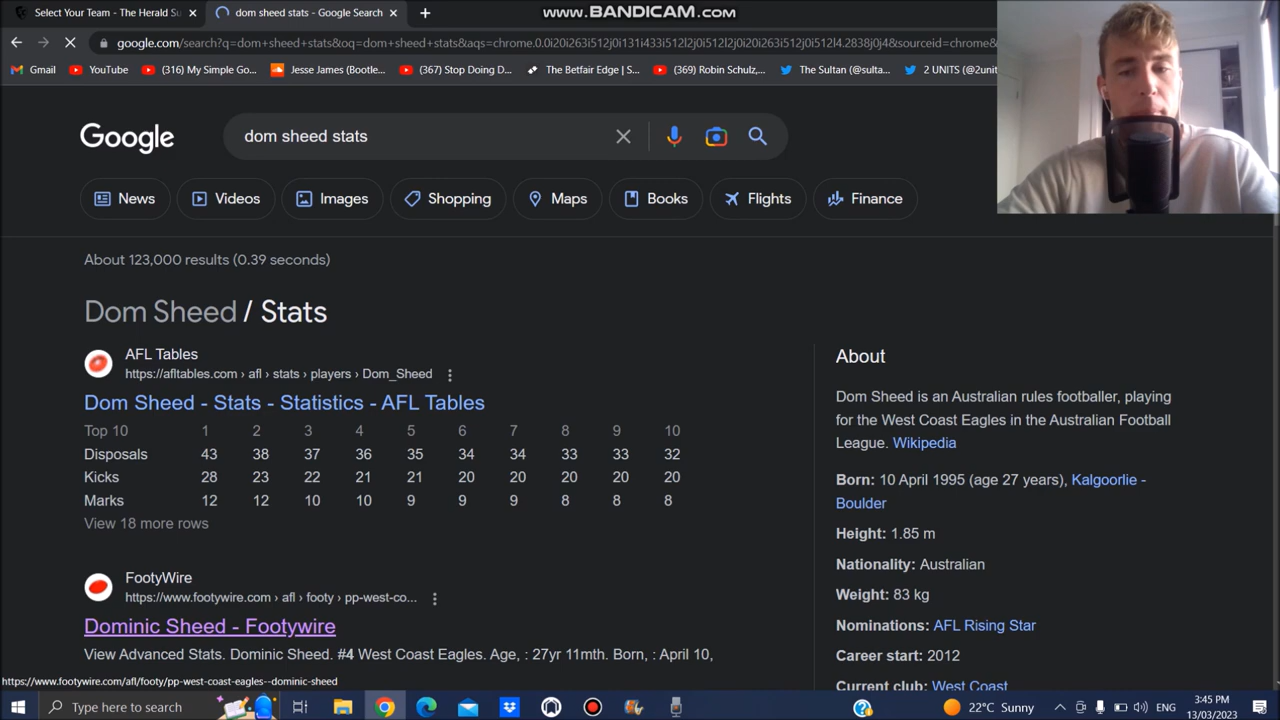 www.BANDICAM.com
Select Your Team - The Herald Su
dom sheed stats - Google Search
google.com/search?q=dom+sheed+stats&oq=dom+sheed+stats&aqs=chrome.0.0i20i263i512j0i131i433i512l2j0i512l2j0i20i263i512j0i512l4.2838j0j4&sourceid=chrome&
Gmail YouTube (316) My Simple Go... Jesse James (Bootle... (367) SG Lewis... The Betfair Edge | S... (369) Robin Schulz,... The Sultan (@sulta... 2 UNITS (@2unit
Google dom sheed stats
News Videos Images Shopping Maps Books Flights Finance
About 123,000 results (0.39 seconds)
Dom Sheed / Stats
AFL Tables
https://afltables.com › afl › stats › players › Dom_Sheed
Dom Sheed - Stats - Statistics - AFL Tables
Top 10 1 2 3 4 5 6 7 8 9 10
Disposals 43 38 37 36 35 34 34 33 33 32
Kicks 28 23 22 21 21 20 20 20 20 20
Marks 12 12 10 10 9 9 9 8 8 8
View 18 more rows
FootyWire
https://www.footywire.com › afl › footy › pp-west-co...
Dominic Sheed - Footywire
View Advanced Stats. Dominic Sheed. #4 West Coast Eagles. Age, : 27yr 11mth. Born, : April 10,
About
Dom Sheed is an Australian rules footballer, playing
for the West Coast Eagles in the Australian Football
League. Wikipedia
Born: 10 April 1995 (age 27 years), Kalgoorlie -
Boulder
Height: 1.85 m
Nationality: Australian
Weight: 83 kg
Nominations: AFL Rising Star
Career start: 2012
Current club: West Coast
https://www.footywire.com/afl/footy/pp-west-coast-eagles--dominic-sheed
Type here to search
22°C Sunny
ENG
3:45 PM
13/03/2023